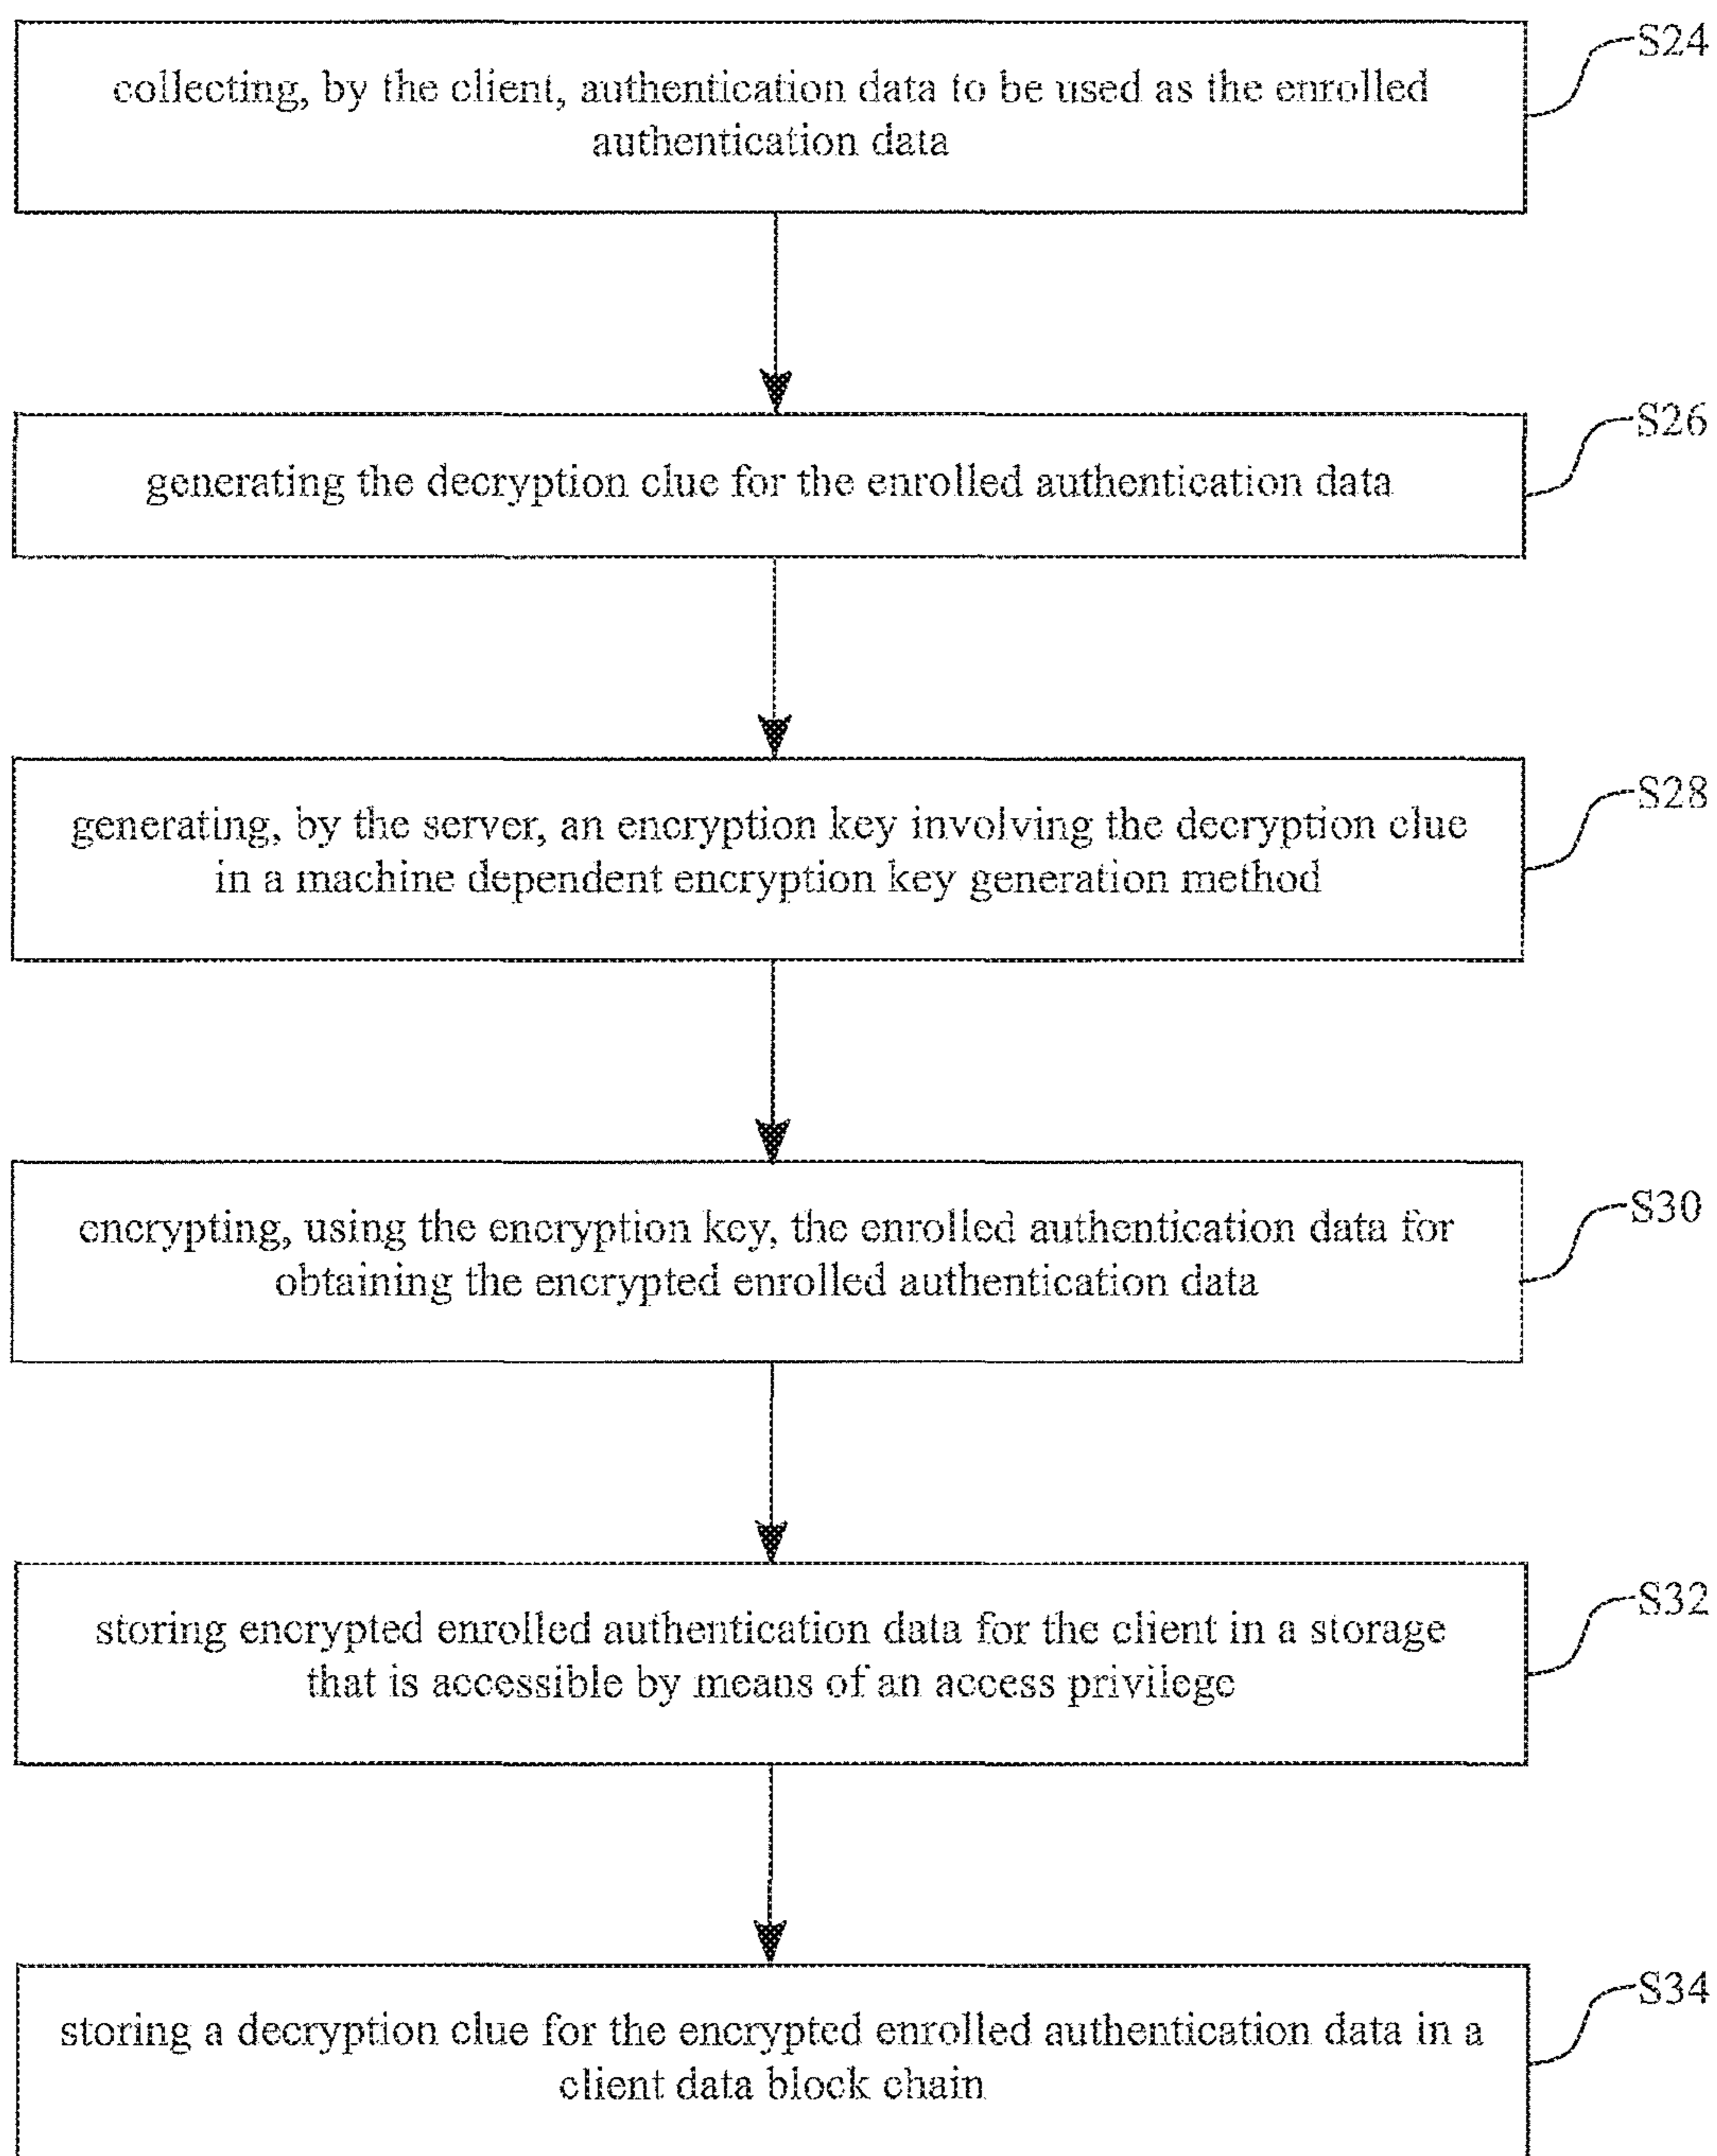 S24
collecting, by the client, authentication data to be used as the enrolled
authentication data
S26
generating the decryption clue for the enrolled authentication data
S28
generating, by the server, an encryption key involving the decryption clue
in a machine dependent encryption key generation method
S30
encrypting, using the encryption key, the enrolled authentication data for
obtaining the encrypted enrolled authentication data
S32
storing encrypted enrolled authentication data for the client in a storage
that is accessible by means of an access privilege
S34
storing a decryption clue for the encrypted enrolled authentication data in a
client data block chain